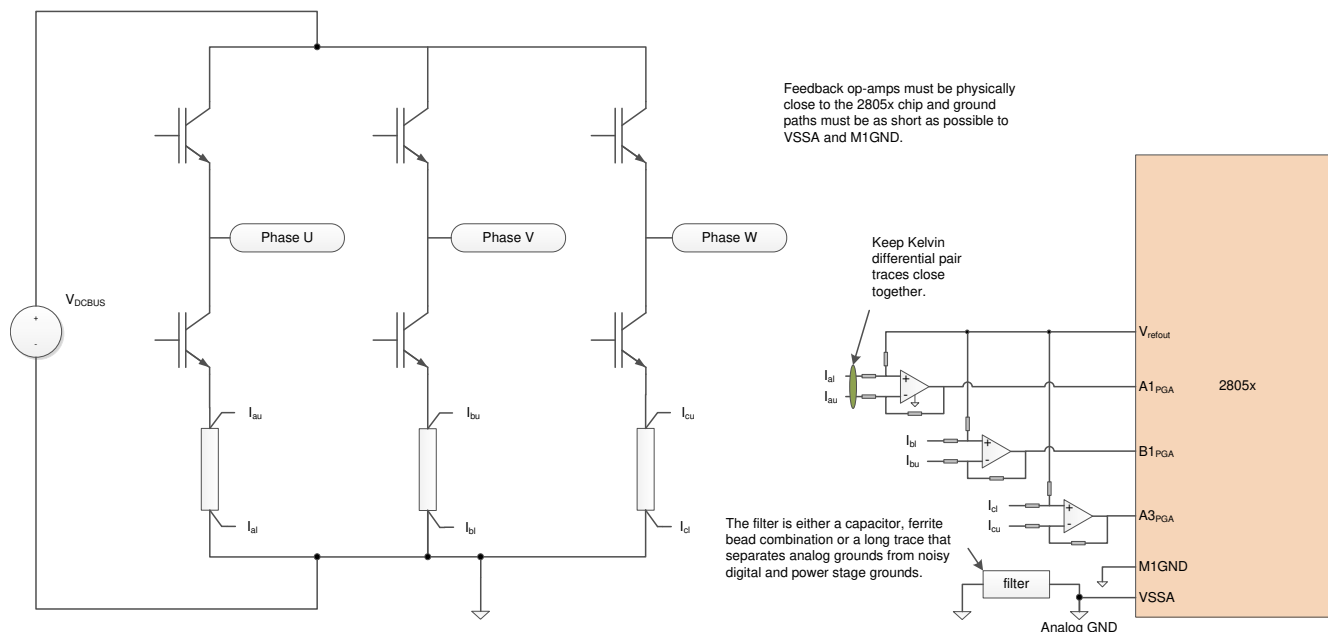 Feedback op-amps must be physically
close to the 2805x chip and ground
paths must be as short as possible to
VSSA and M1GND.
Phase U
Phase V
Phase W
Keep Kelvin
differential pair
traces close
together.
VDCBUS
+
-
Vrefout
Ial
+
A1PGA
2805x
Iau
-
Iau
Ibu
Icu
Ibl
+
B1PGA
Ibu
-
Icl
+
A3PGA
Icu
-
Ial
Ibl
Icl
The filter is either a capacitor, ferrite
bead combination or a long trace that
separates analog grounds from noisy
digital and power stage grounds.
M1GND
filter
VSSA
Analog GND